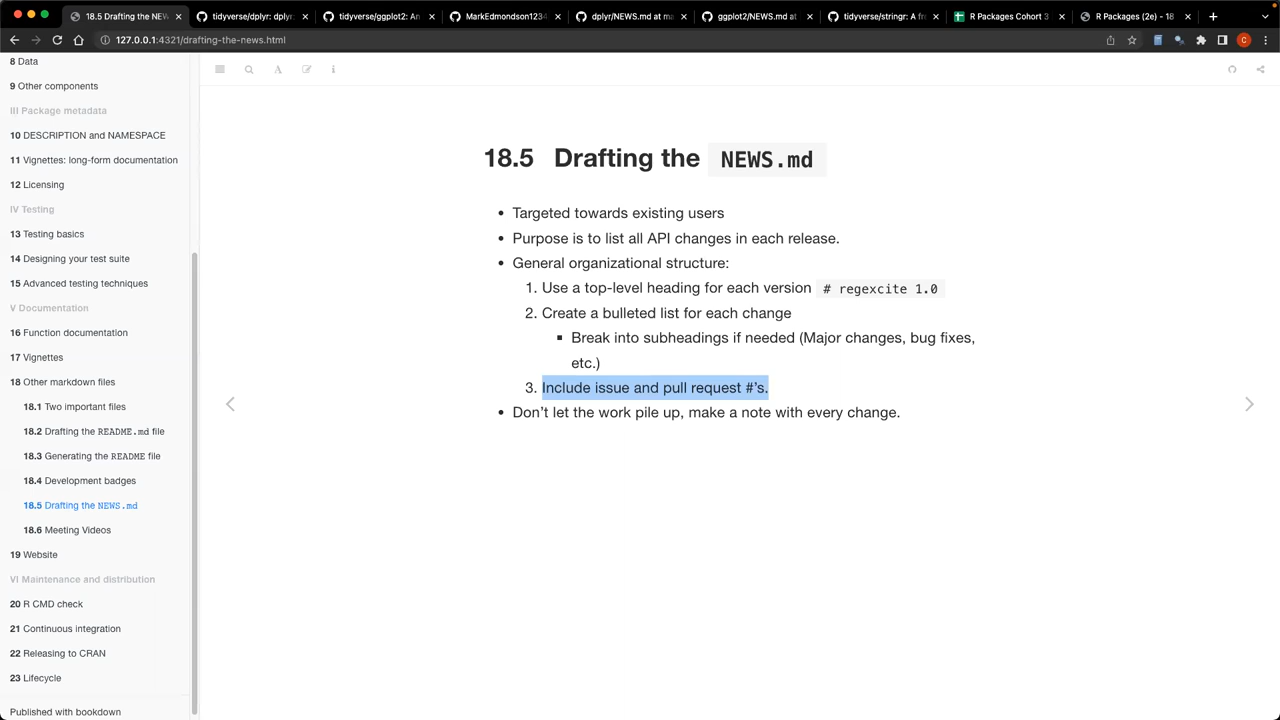 18.5 Drafting the NEW
tidyverse/dplyr: dplyr
tidyverse/ggplot2: An
MarkEdmondson1234
dplyr/NEWS.md at ma
ggplot2/NEWS.md at
tidyverse/stringr: A fr
R Packages Cohort 3
R Packages (2e) - 18
127.0.0.1:4321/drafting-the-news.html
C
8 Data
9 Other components
III Package metadata
10 DESCRIPTION and NAMESPACE
11 Vignettes: long-form documentation
12 Licensing
IV Testing
13 Testing basics
14 Designing your test suite
15 Advanced testing techniques
V Documentation
16 Function documentation
17 Vignettes
18 Other markdown files
18.1 Two important files
18.2 Drafting the README.md file
18.3 Generating the README file
18.4 Development badges
18.5 Drafting the NEWS.md
18.6 Meeting Videos
19 Website
VI Maintenance and distribution
20 R CMD check
21 Continuous integration
22 Releasing to CRAN
23 Lifecycle
Published with bookdown
18.5 Drafting the NEWS.md
• Targeted towards existing users
• Purpose is to list all API changes in each release.
• General organizational structure:
1. Use a top-level heading for each version # regexcite 1.0
2. Create a bulleted list for each change
▪ Break into subheadings if needed (Major changes, bug fixes,
etc.)
3. Include issue and pull request #’s.
• Don’t let the work pile up, make a note with every change.